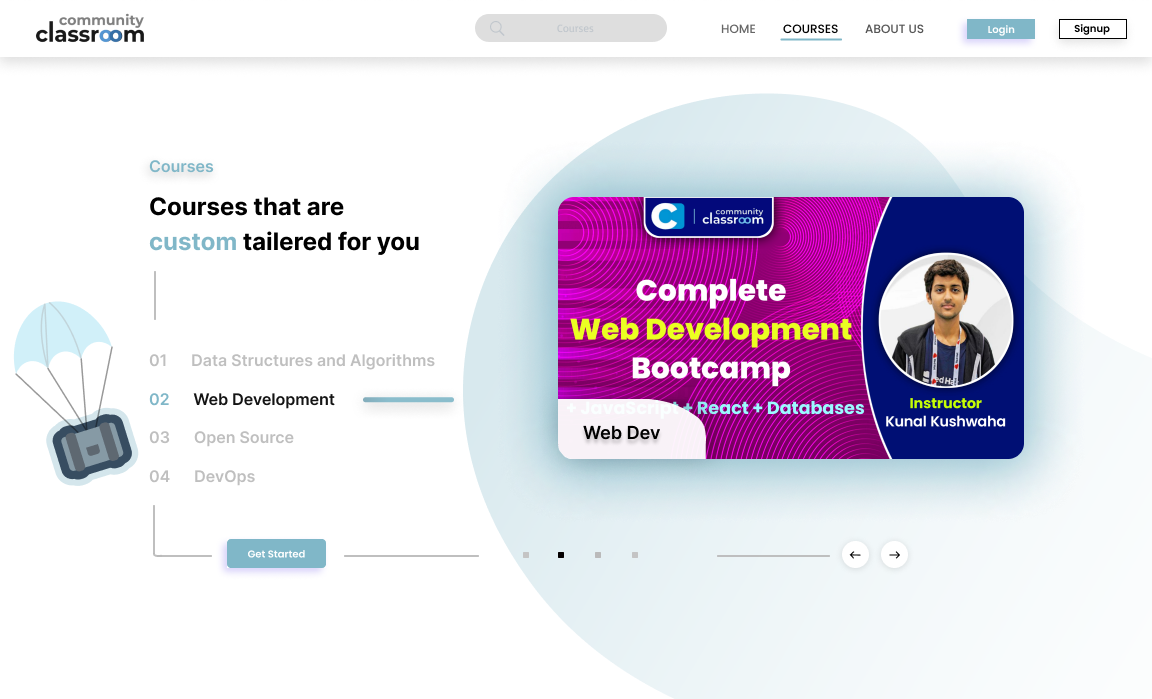 community
classroom
Courses
HOME
COURSES
ABOUT US
Login
Signup
Courses
Courses that are
custom tailered for you
01 Data Structures and Algorithms
02 Web Development
03 Open Source
04 DevOps
Get Started
C community
classroom
Complete
Web Development
Bootcamp
+ JavaScript + React + Databases
Web Dev
Instructor
Kunal Kushwaha